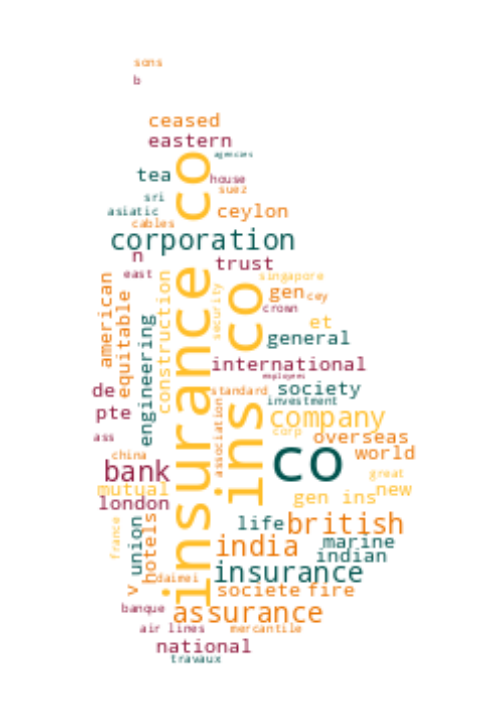 sons
b
ceased
eastern
agencies
insurance co
tea
house
suez
sri
asiatic
ceylon
cables
corporation
n
trust
east
singapore
american
equitable
construction
security
ins co
gen
cey
crown
et
engineering
general
international
employers
de
standard
society
investment
pte
association
company
corp
ass
overseas
co
china
world
bank
great
mutual
new
gen ins
london
france
union
hotels
life
british
india
marine
indian
insurance
daimei
v
societe
fire
banque
assurance
air lines
mercantile
national
travaux